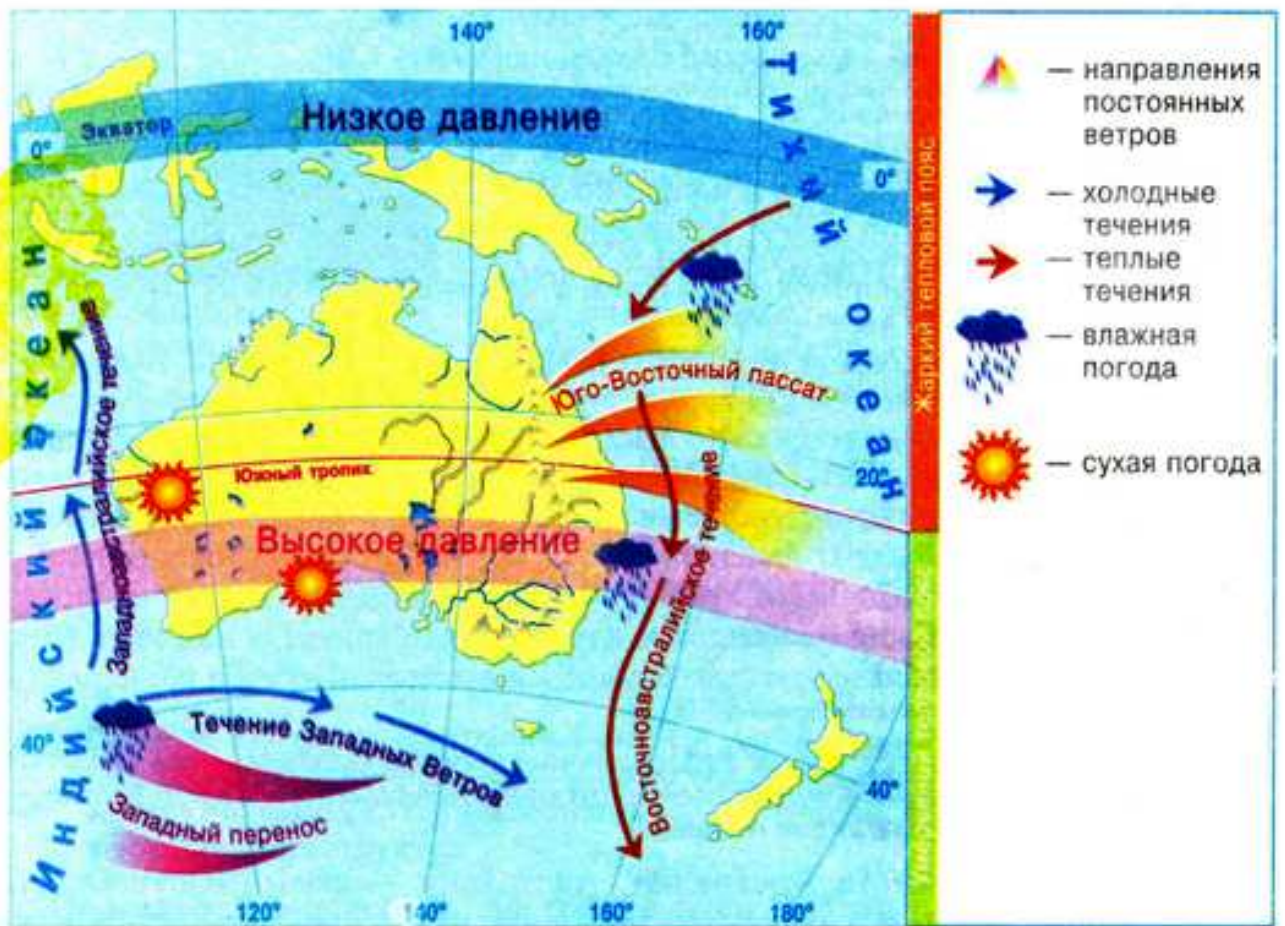 140°
160°
Тихий океан
Экватор
Низкое давление
0°
0°
Индийский океан
Западноавстралийское течение
Юго-Восточный пассат
20°
Южный тропик
Высокое давление
Восточноавстралийское течение
Течение Западных Ветров
40°
40°
Западный перенос
120°
140°
160°
180°
Жаркий тепловой пояс
Умеренный тепловой пояс
— направления
постоянных
ветров
— холодные
течения
— теплые
течения
— влажная
погода
— сухая погода